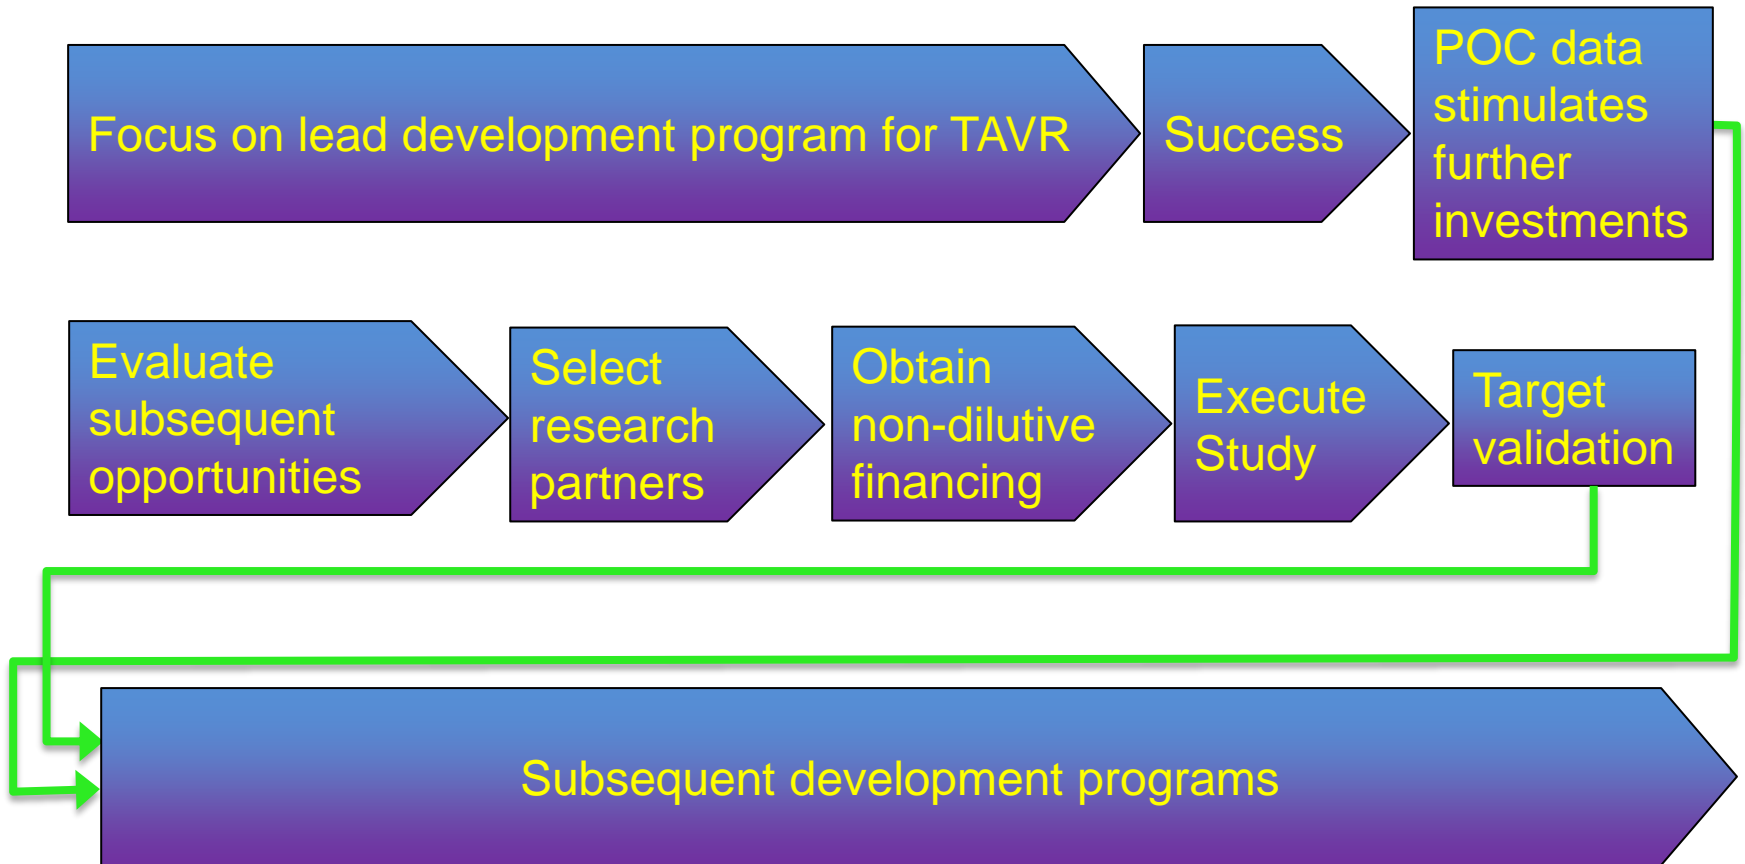 Focus on lead development program for TAVR
Success
POC data
stimulates
further
investments
Evaluate
subsequent
opportunities
Select
research
partners
Obtain
non-dilutive
financing
Execute
Study
Target
validation
Subsequent development programs